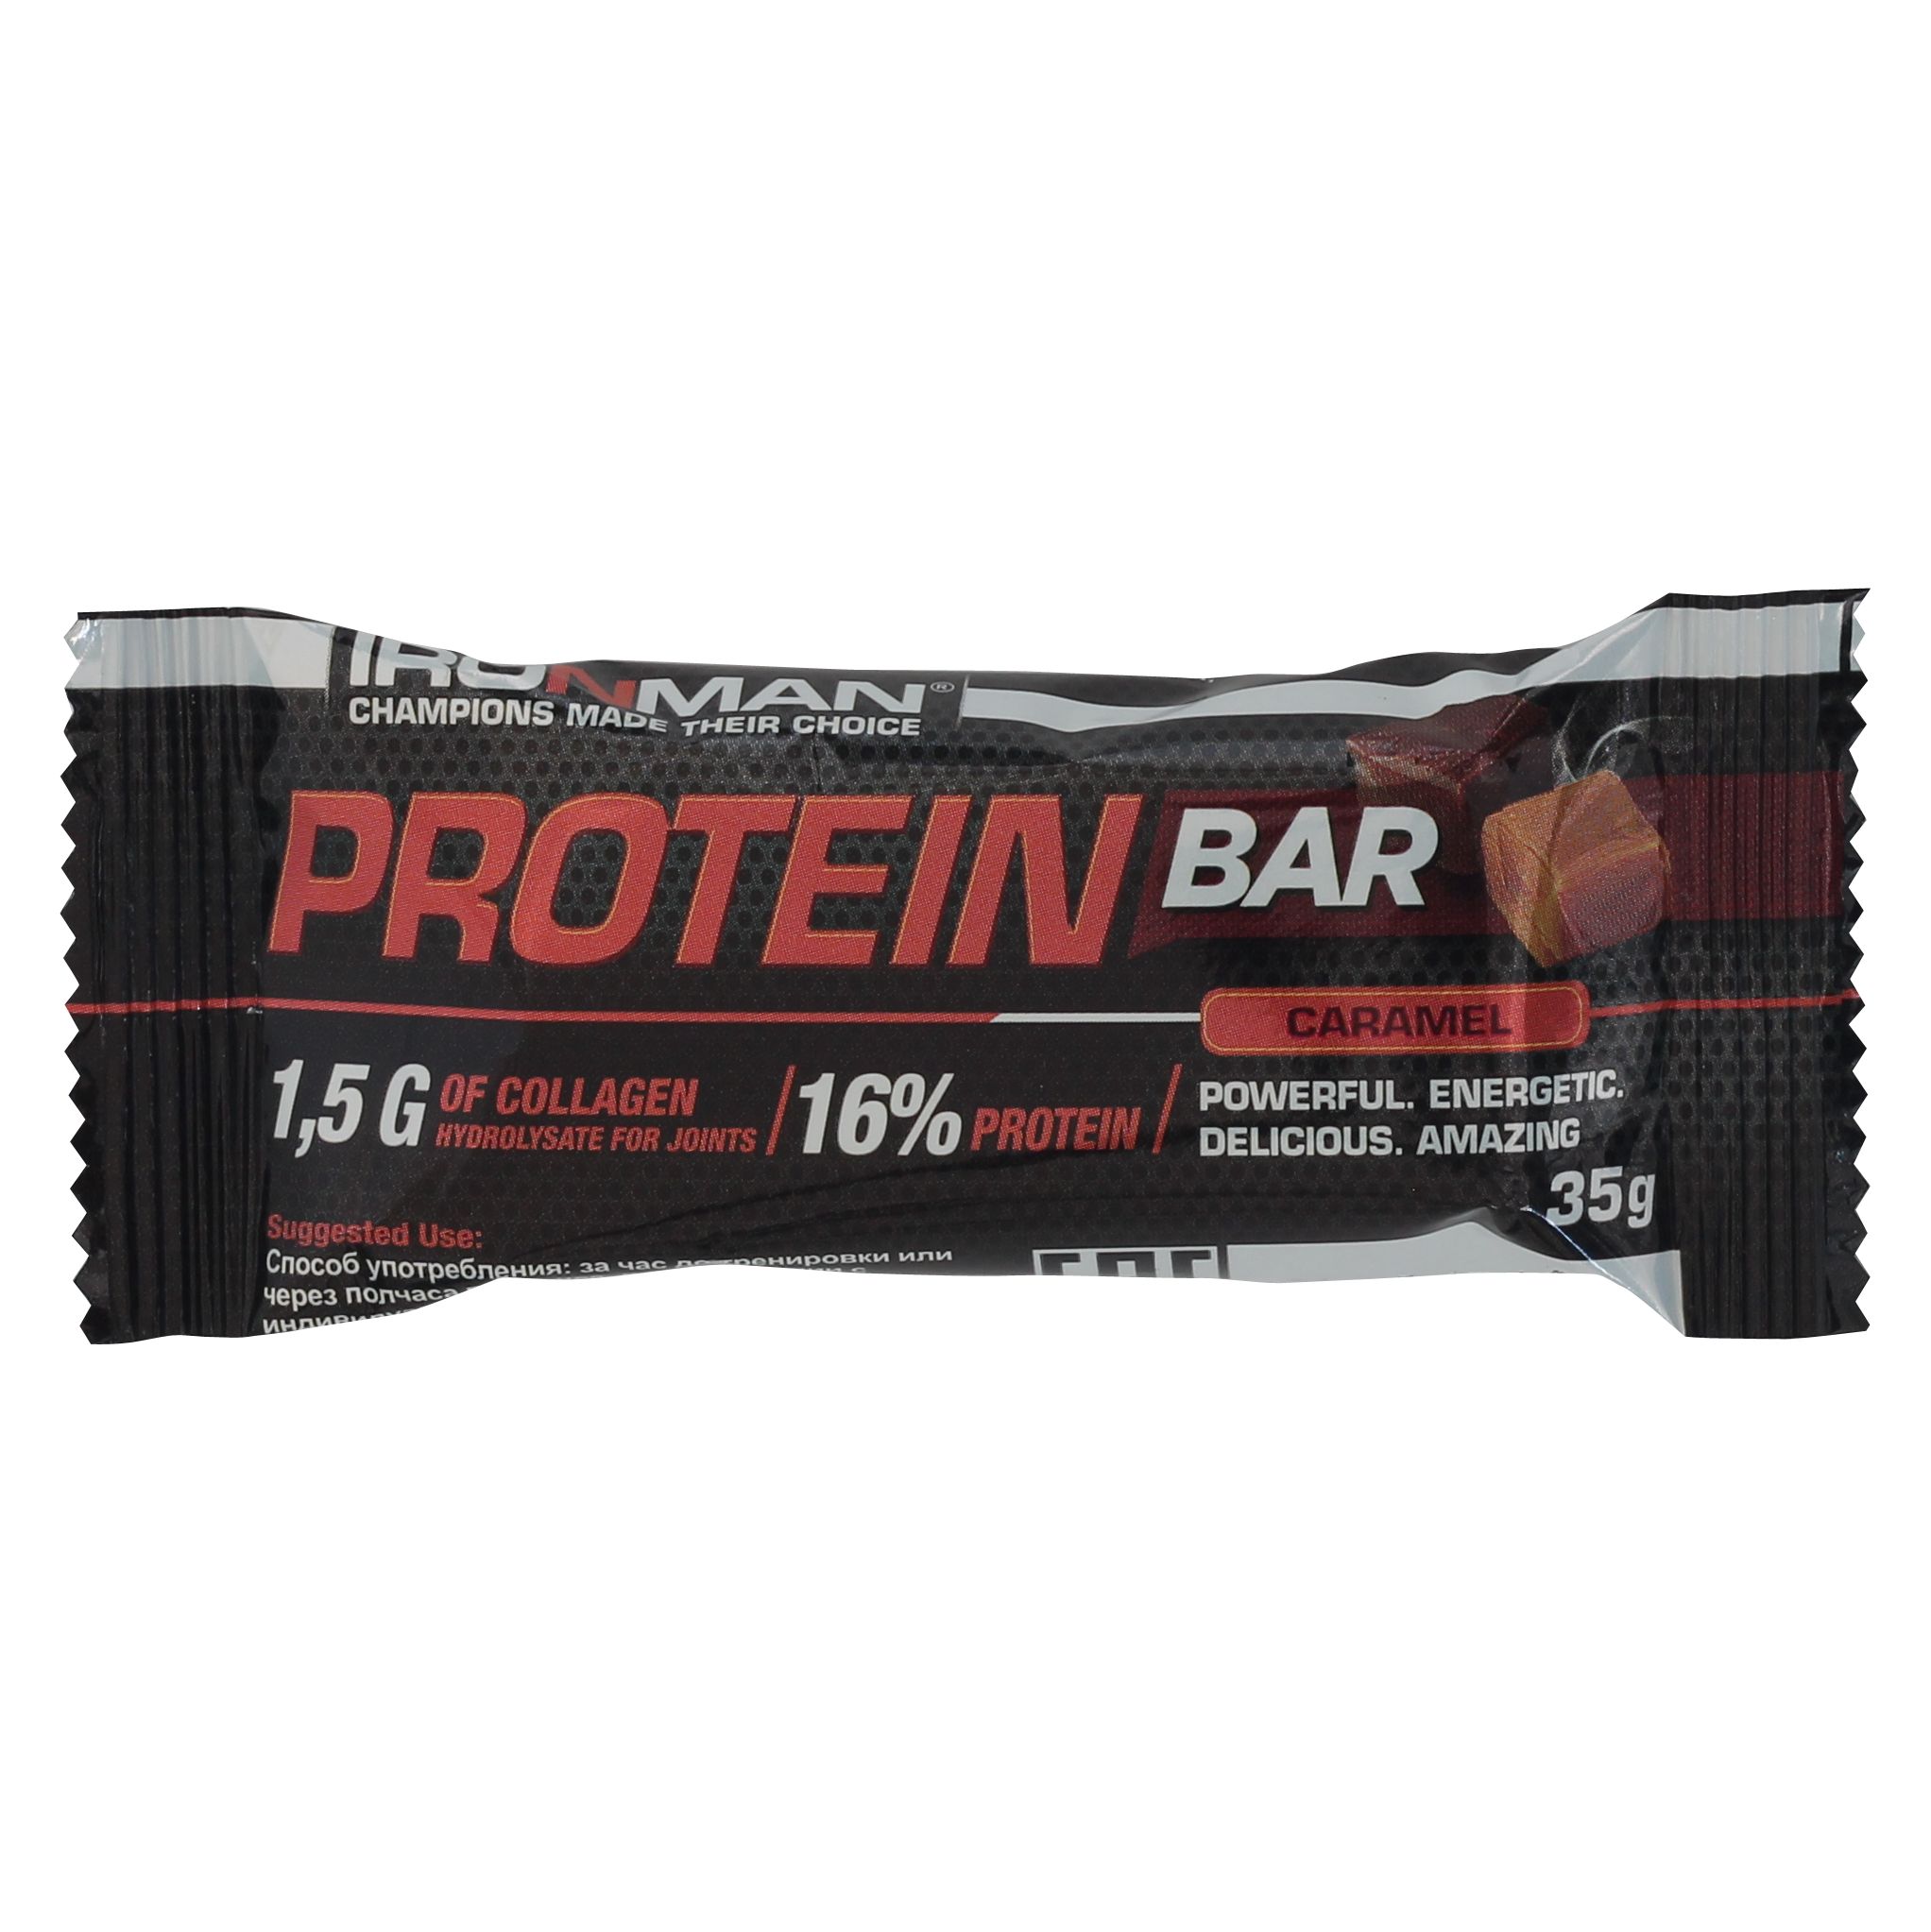 IRONMAN®
CHAMPIONS MADE THEIR CHOICE
PROTEIN BAR
CARAMEL
1,5 G OF COLLAGEN
HYDROLYSATE FOR JOINTS
16% PROTEIN
POWERFUL. ENERGETIC.
DELICIOUS. AMAZING
35g
Suggested Use:
Способ употребления: за час до тренировки или
через полчаса